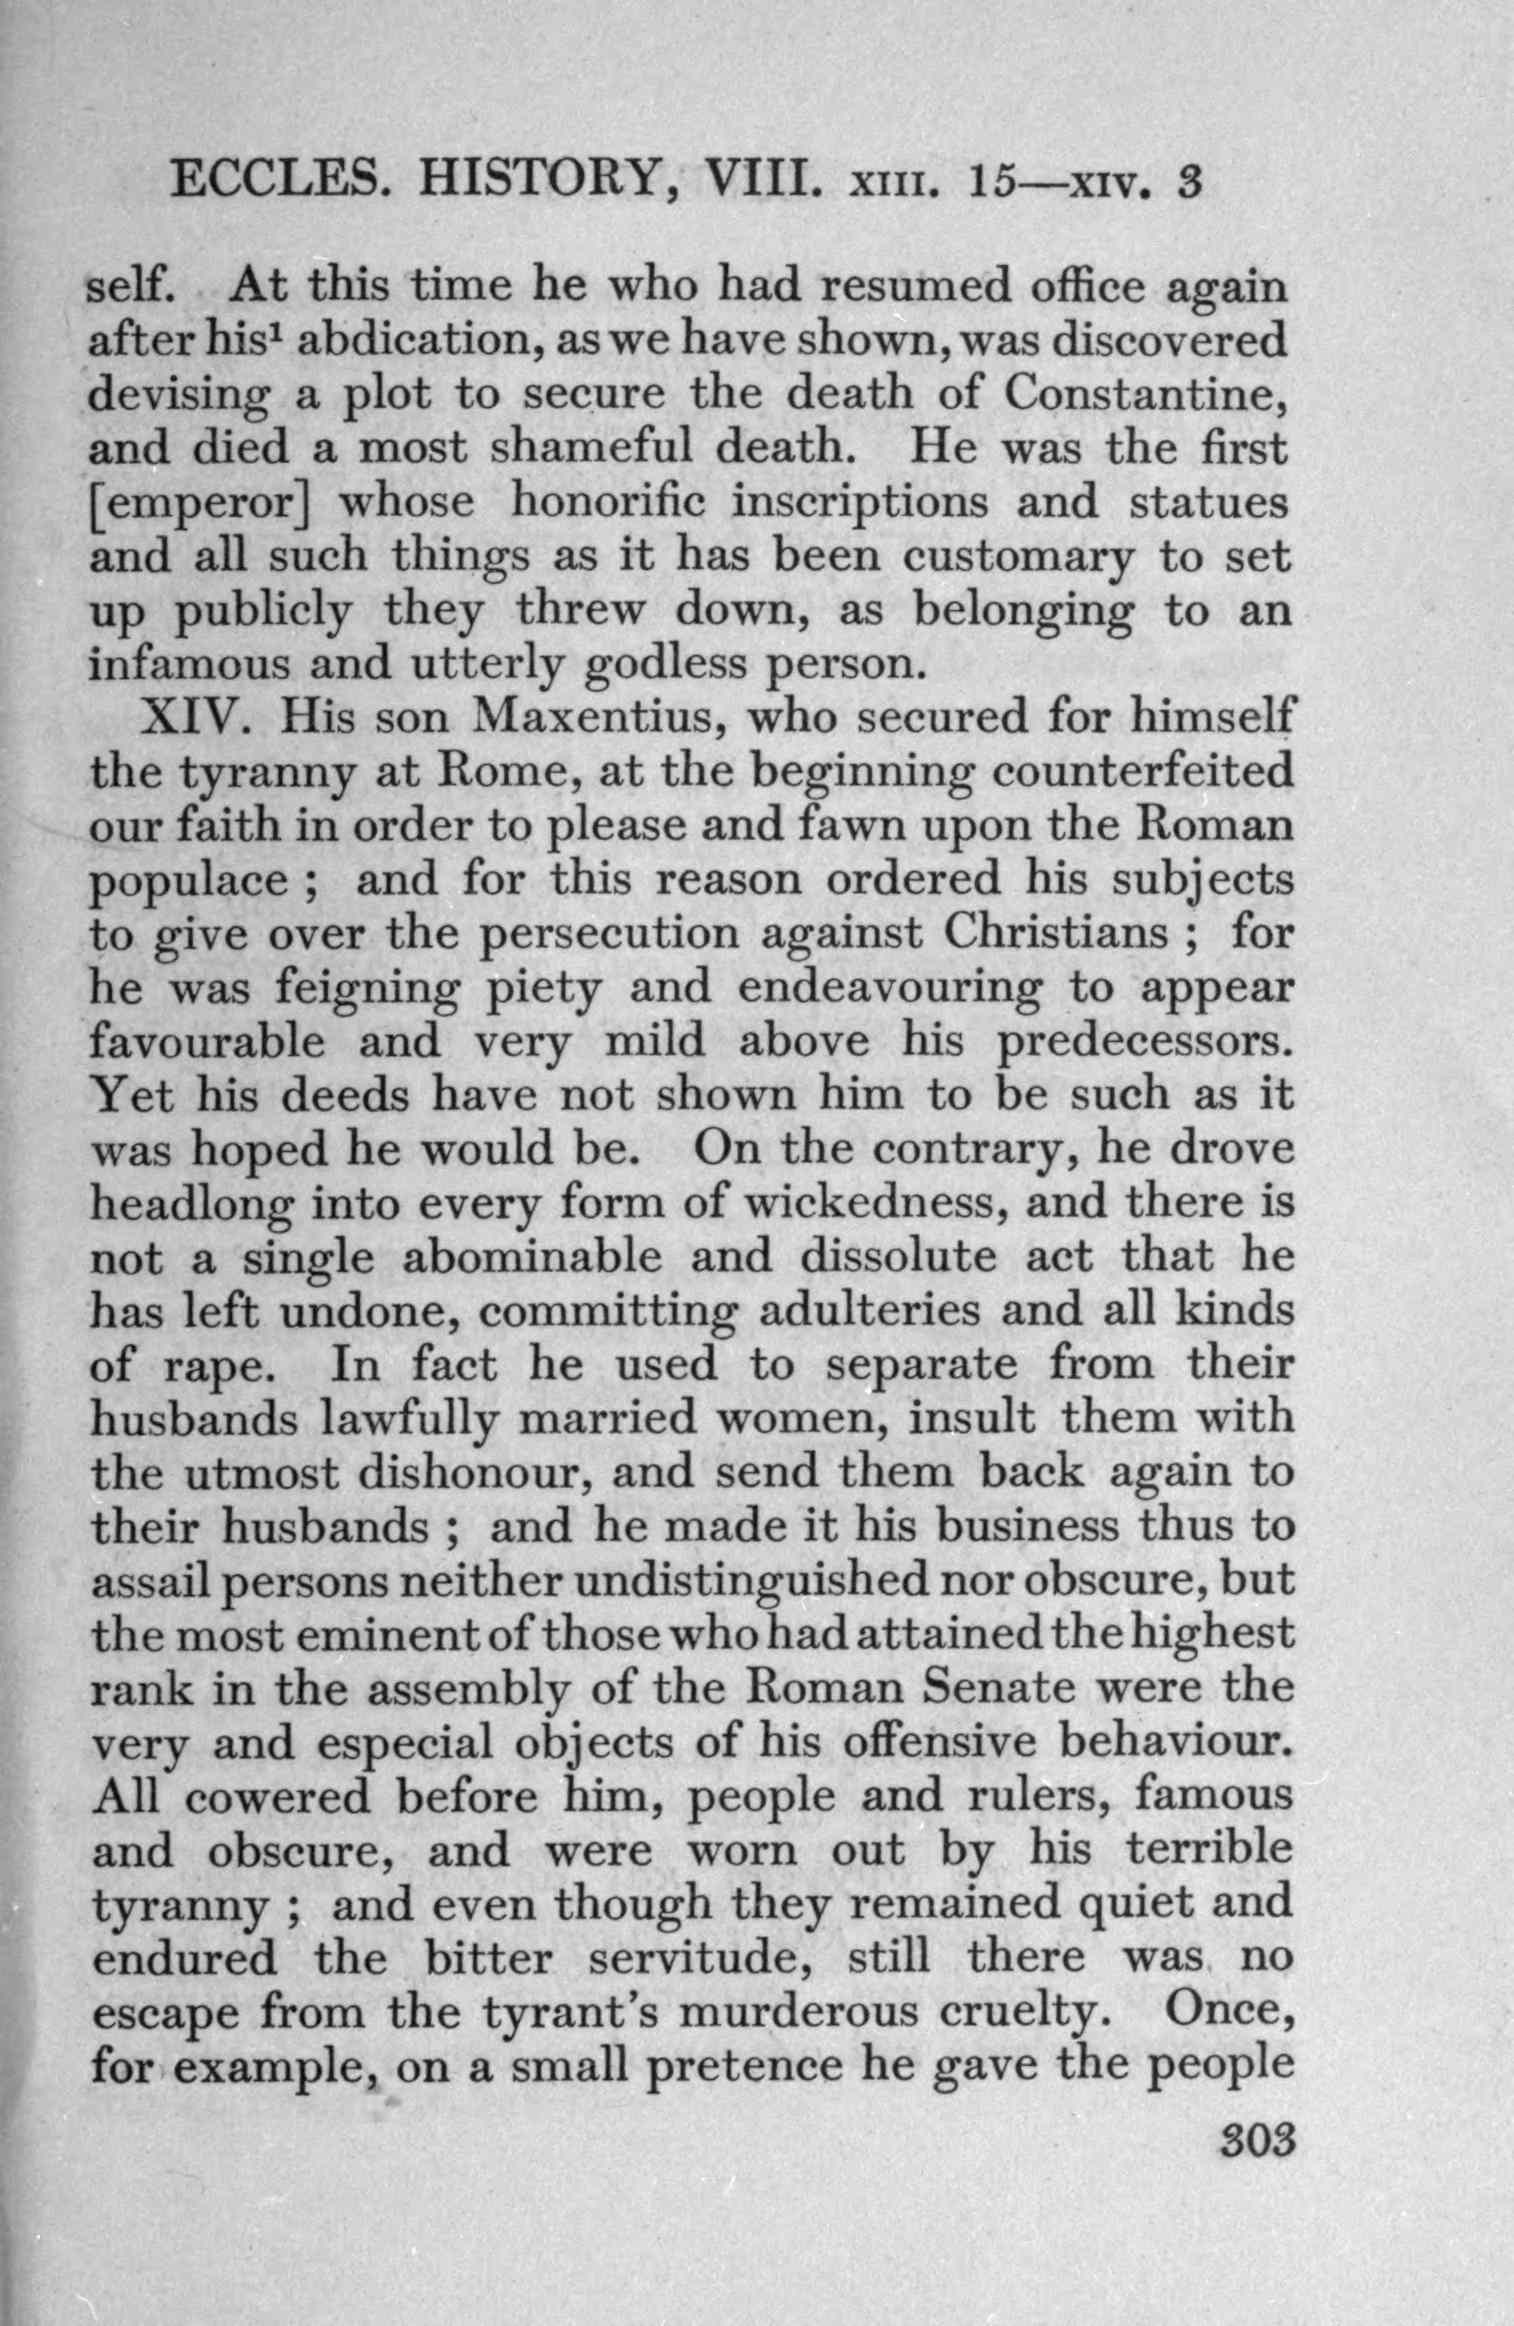 ECCLES. HISTORY, VIII. XIII. 15—XIV. 3
self. At this time he who had resumed office again
after his¹ abdication, as we have shown, was discovered
devising a plot to secure the death of Constantine,
and died a most shameful death. He was the first
[emperor] whose honorific inscriptions and statues
and all such things as it has been customary to set
up publicly they threw down, as belonging to an
infamous and utterly godless person.
XIV. His son Maxentius, who secured for himself
the tyranny at Rome, at the beginning counterfeited
our faith in order to please and fawn upon the Roman
populace ; and for this reason ordered his subjects
to give over the persecution against Christians ; for
he was feigning piety and endeavouring to appear
favourable and very mild above his predecessors.
Yet his deeds have not shown him to be such as it
was hoped he would be. On the contrary, he drove
headlong into every form of wickedness, and there is
not a single abominable and dissolute act that he
has left undone, committing adulteries and all kinds
of rape. In fact he used to separate from their
husbands lawfully married women, insult them with
the utmost dishonour, and send them back again to
their husbands ; and he made it his business thus to
assail persons neither undistinguished nor obscure, but
the most eminent of those who had attained the highest
rank in the assembly of the Roman Senate were the
very and especial objects of his offensive behaviour.
All cowered before him, people and rulers, famous
and obscure, and were worn out by his terrible
tyranny ; and even though they remained quiet and
endured the bitter servitude, still there was no
escape from the tyrant's murderous cruelty. Once,
for example, on a small pretence he gave the people
303